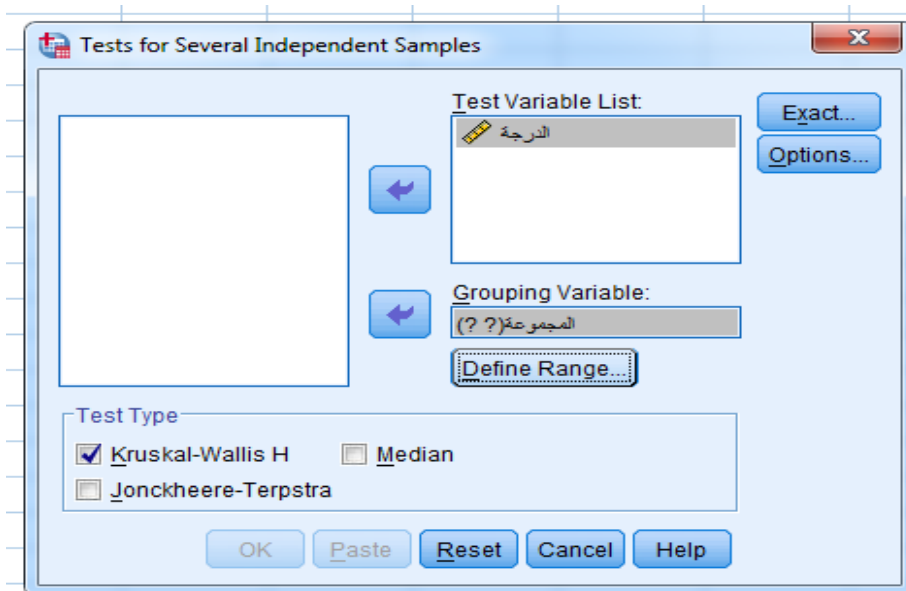 Tests for Several Independent Samples
Test Variable List:
الدرجة
Exact...
Options...
Grouping Variable:
المجموعة(? ?)
Define Range...
Test Type
Kruskal-Wallis H
Median
Jonckheere-Terpstra
OK
Paste
Reset
Cancel
Help